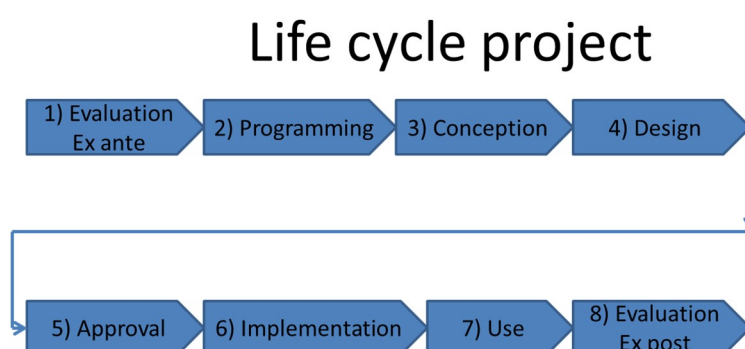 Life cycle project
1) Evaluation
Ex ante
2) Programming
3) Conception
4) Design
5) Approval
6) Implementation
7) Use
8) Evaluation
Ex post